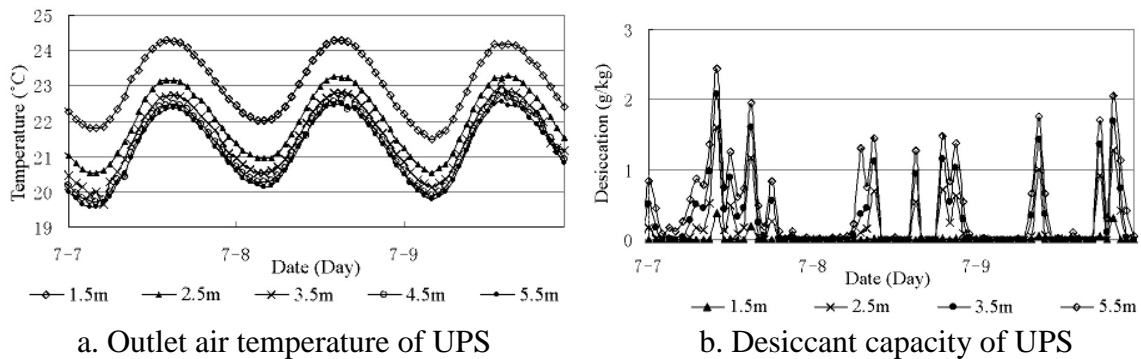 25
24
23
22
21
20
19
Temperature (˚C)
7-7
7-8
7-9
Date (Day)
1.5m
2.5m
3.5m
4.5m
5.5m
a. Outlet air temperature of UPS
3
2
1
0
Desiccation (g/kg)
7-7
7-8
7-9
Date (Day)
1.5m
2.5m
3.5m
5.5m
b. Desiccant capacity of UPS